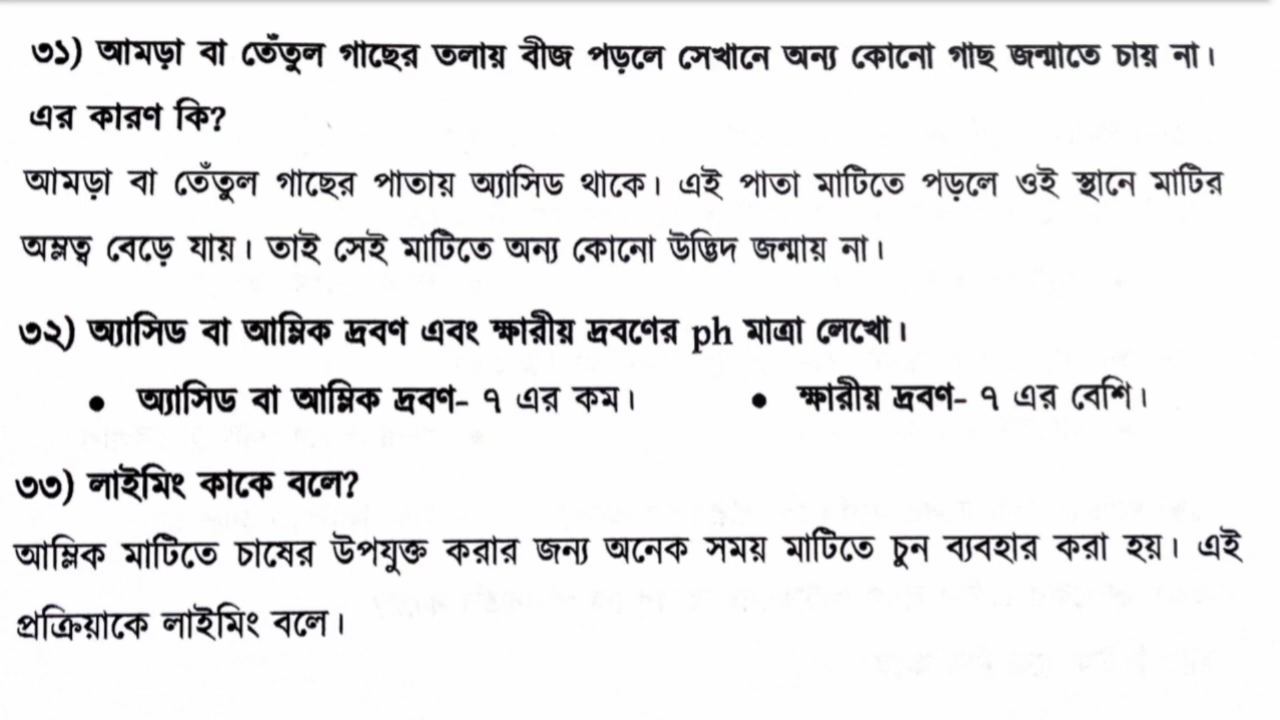 ৩১) আমড়া বা তেঁতুল গাছের তলায় বীজ পড়লে সেখানে অন্য কোনো গাছ জন্মাতে চায় না।
এর কারণ কি?
আমড়া বা তেঁতুল গাছের পাতায় অ্যাসিড থাকে। এই পাতা মাটিতে পড়লে ওই স্থানে মাটির
অম্লত্ব বেড়ে যায়। তাই সেই মাটিতে অন্য কোনো উদ্ভিদ জন্মায় না।
৩২) অ্যাসিড বা আম্লিক দ্রবণ এবং ক্ষারীয় দ্রবণের ph মাত্রা লেখো।
• অ্যাসিড বা আম্লিক দ্রবণ- ৭ এর কম। • ক্ষারীয় দ্রবণ- ৭ এর বেশি।
৩৩) লাইমিং কাকে বলে?
আম্লিক মাটিতে চাষের উপযুক্ত করার জন্য অনেক সময় মাটিতে চুন ব্যবহার করা হয়। এই
প্রক্রিয়াকে লাইমিং বলে।